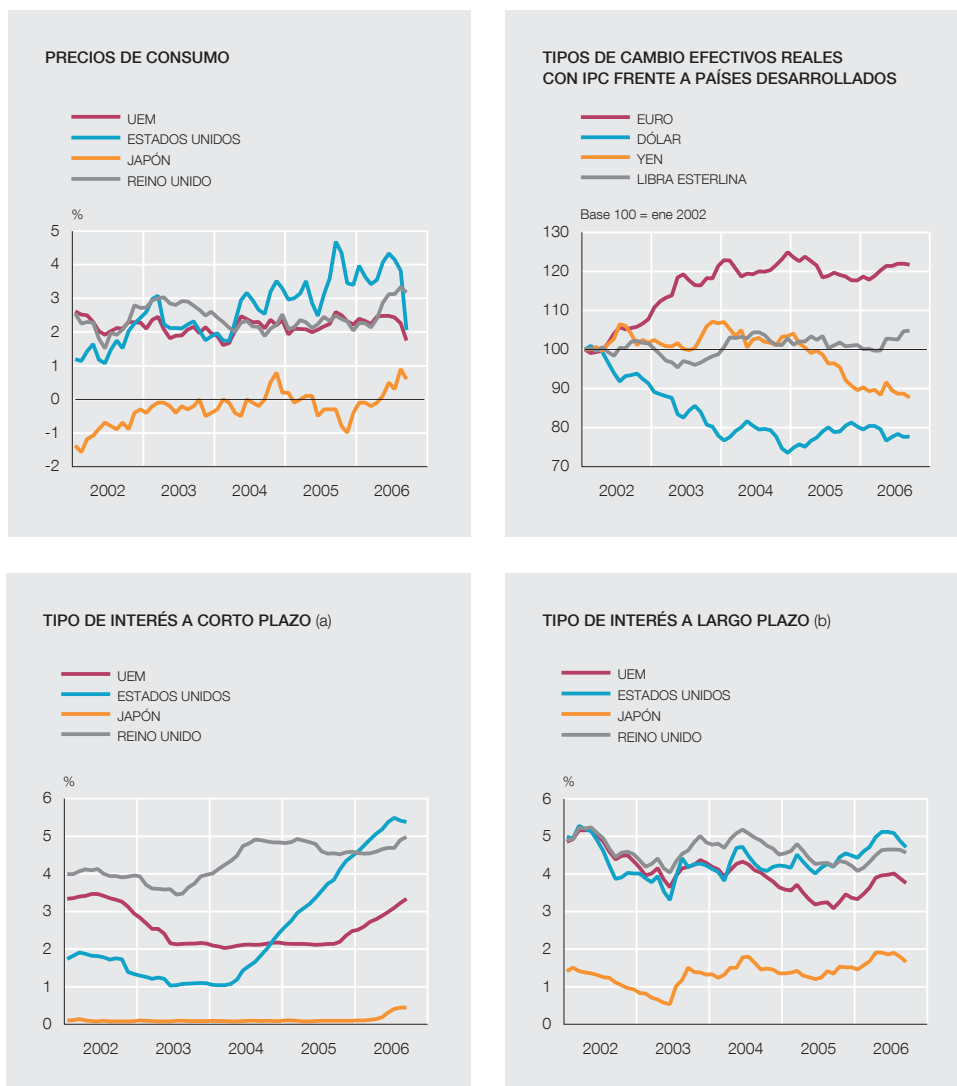 PRECIOS DE CONSUMO
UEM
ESTADOS UNIDOS
JAPÓN
REINO UNIDO
%
5
4
3
2
1
0
-1
-2
2002 2003 2004 2005 2006
TIPOS DE CAMBIO EFECTIVOS REALES
CON IPC FRENTE A PAÍSES DESARROLLADOS
EURO
DÓLAR
YEN
LIBRA ESTERLINA
Base 100 = ene 2002
130
120
110
100
90
80
70
2002 2003 2004 2005 2006
TIPO DE INTERÉS A CORTO PLAZO (a)
UEM
ESTADOS UNIDOS
JAPÓN
REINO UNIDO
%
6
5
4
3
2
1
0
2002 2003 2004 2005 2006
TIPO DE INTERÉS A LARGO PLAZO (b)
UEM
ESTADOS UNIDOS
JAPÓN
REINO UNIDO
%
6
5
4
3
2
1
0
2002 2003 2004 2005 2006